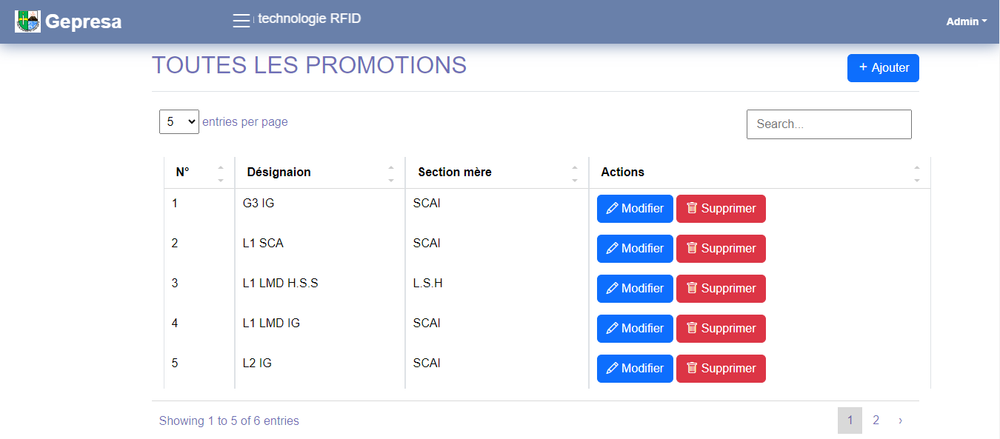 Gepresa
technologie RFID
Admin
TOUTES LES PROMOTIONS
+ Ajouter
5 entries per page
Search...
N° Désignaion Section mère Actions
1 G3 IG SCAI Modifier Supprimer
2 L1 SCA SCAI Modifier Supprimer
3 L1 LMD H.S.S L.S.H Modifier Supprimer
4 L1 LMD IG SCAI Modifier Supprimer
5 L2 IG SCAI Modifier Supprimer
Showing 1 to 5 of 6 entries
1 2 ›